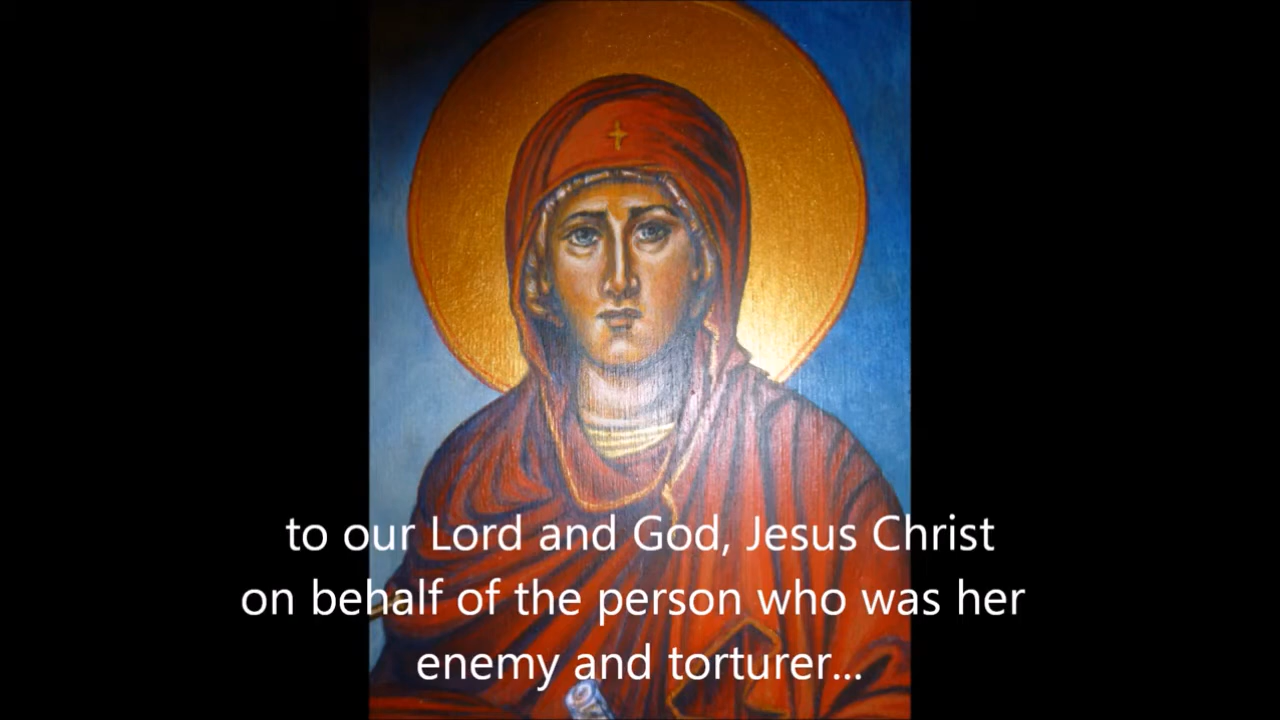 to our Lord and God, Jesus Christ
on behalf of the person who was her
enemy and torturer...